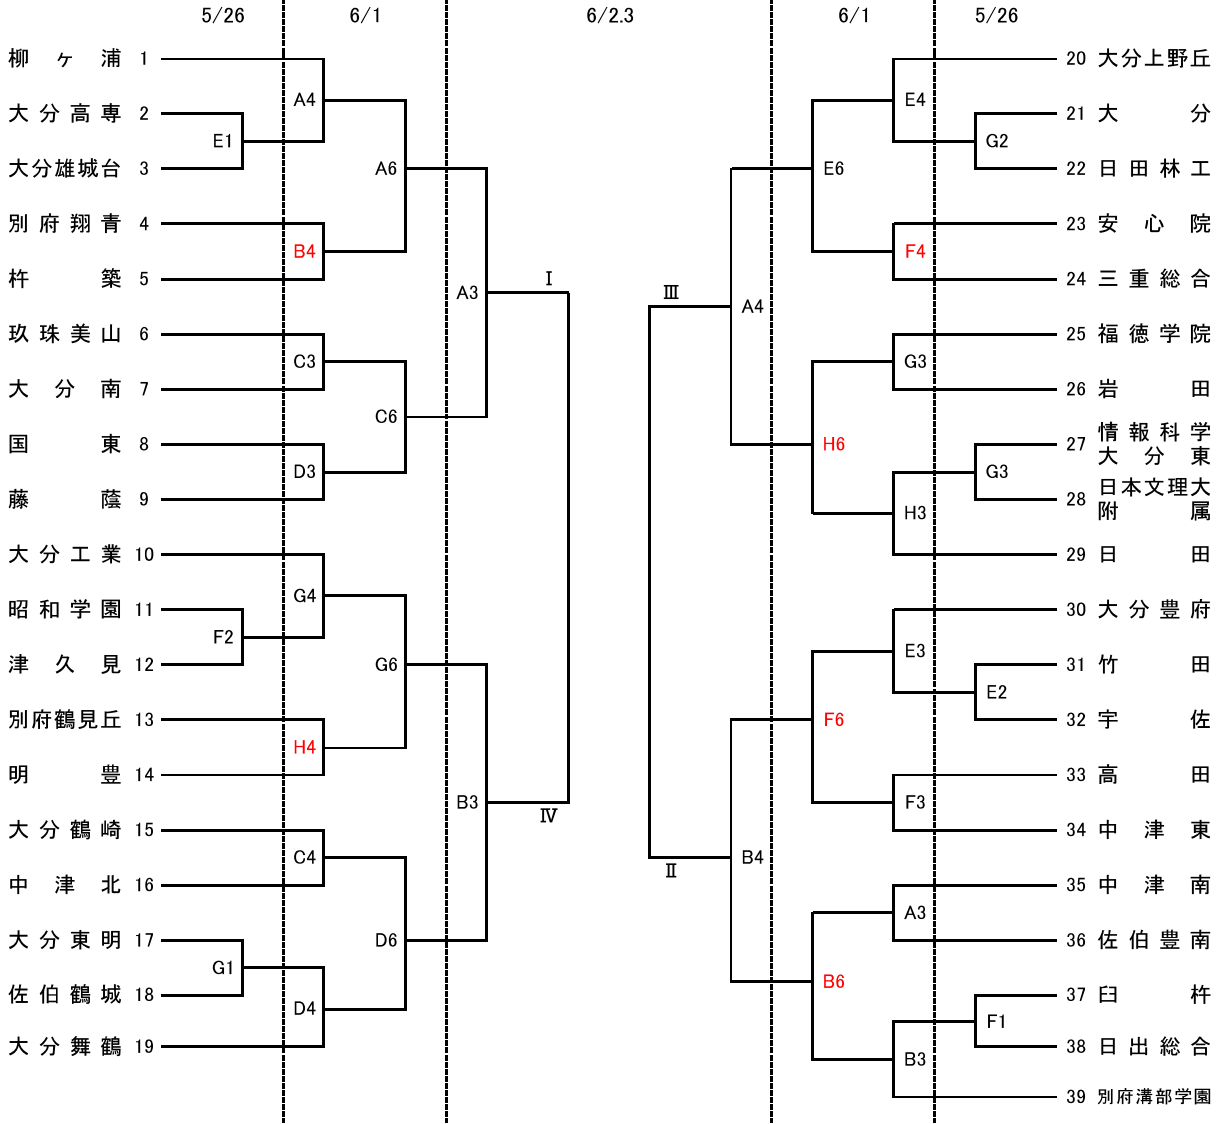 5/26 6/1 6/2.3 6/1 5/26
柳ヶ浦 1
大分高専 2
大分雄城台 3
別府翔青 4
杵築 5
玖珠美山 6
大分南 7
国東 8
藤蔭 9
大分工業 10
昭和学園 11
津久見 12
別府鶴見丘 13
明豊 14
大分鶴崎 15
中津北 16
大分東明 17
佐伯鶴城 18
大分舞鶴 19
E1
F2
G1
A4
B4
C3
D3
G4
H4
C4
D4
A6
C6
G6
D6
A3
B3
Ⅰ
Ⅳ
Ⅲ
Ⅱ
A4
B4
E6
H6
F6
B6
E4
F4
G3
H3
E3
F3
A3
B3
G2
G3
E2
F1
20 大分上野丘
21 大分
22 日田林工
23 安心院
24 三重総合
25 福徳学院
26 岩田
27 情報科学
大分東
28 日本文理大
附属
29 日田
30 大分豊府
31 竹田
32 宇佐
33 高田
34 中津東
35 中津南
36 佐伯豊南
37 臼杵
38 日出総合
39 別府溝部学園